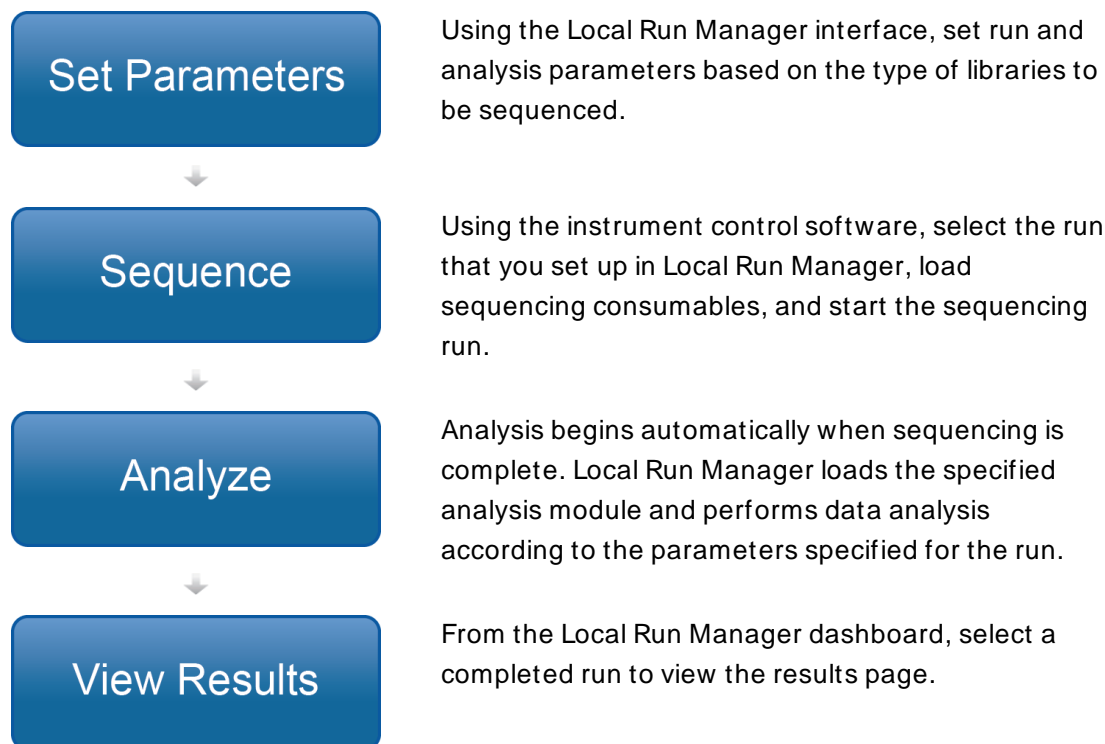 Set Parameters
Using the Local Run Manager interface, set run and
analysis parameters based on the type of libraries to
be sequenced.
Sequence
Using the instrument control software, select the run
that you set up in Local Run Manager, load
sequencing consumables, and start the sequencing
run.
Analyze
Analysis begins automatically when sequencing is
complete. Local Run Manager loads the specified
analysis module and performs data analysis
according to the parameters specified for the run.
View Results
From the Local Run Manager dashboard, select a
completed run to view the results page.